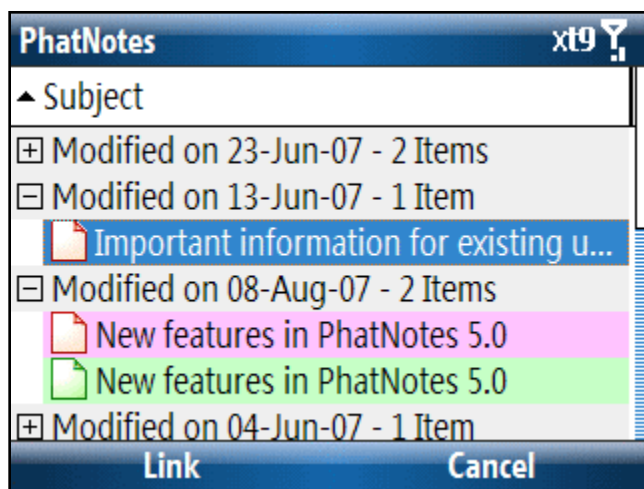 PhatNotes xt9
Subject
Modified on 23-Jun-07 - 2 Items
Modified on 13-Jun-07 - 1 Item
Important information for existing u...
Modified on 08-Aug-07 - 2 Items
New features in PhatNotes 5.0
New features in PhatNotes 5.0
Modified on 04-Jun-07 - 1 Item
Link Cancel